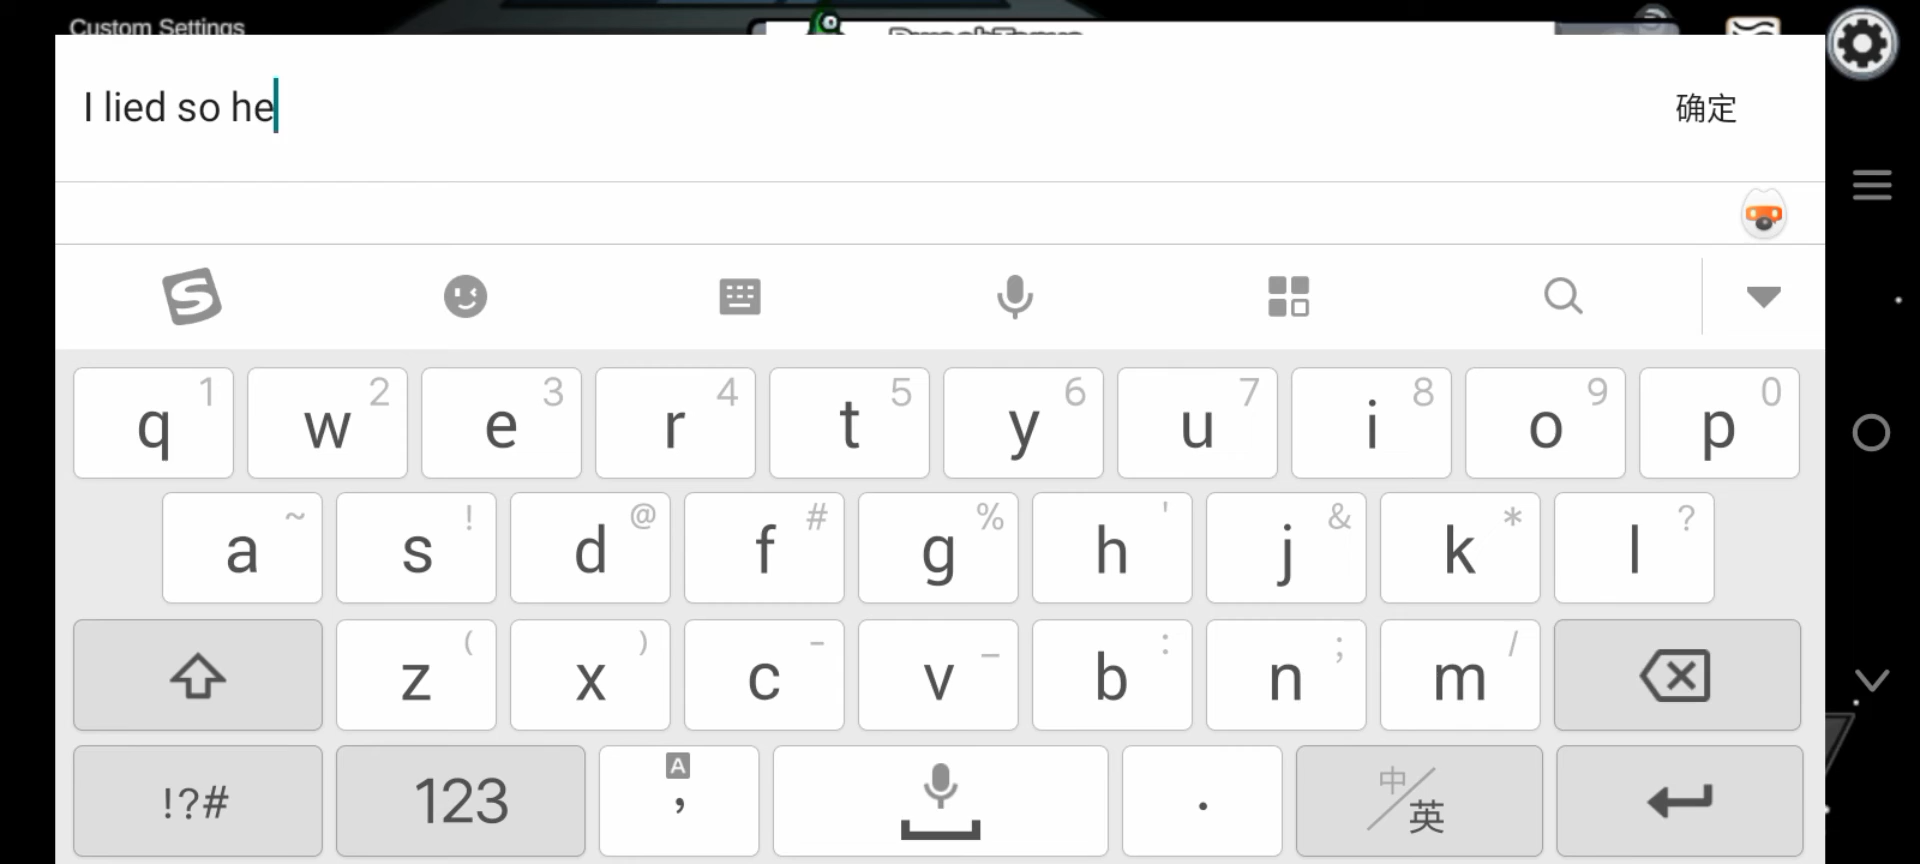 Custom Settings
I lied so he
确定
1 2 3 4 5 6 7 8 9 0
q w e r t y u i o p
~ ! @ # % ' & * ?
a s d f g h j k l
( ) - _ : ; /
z x c v b n m
A
!?# 123 , . 中/英